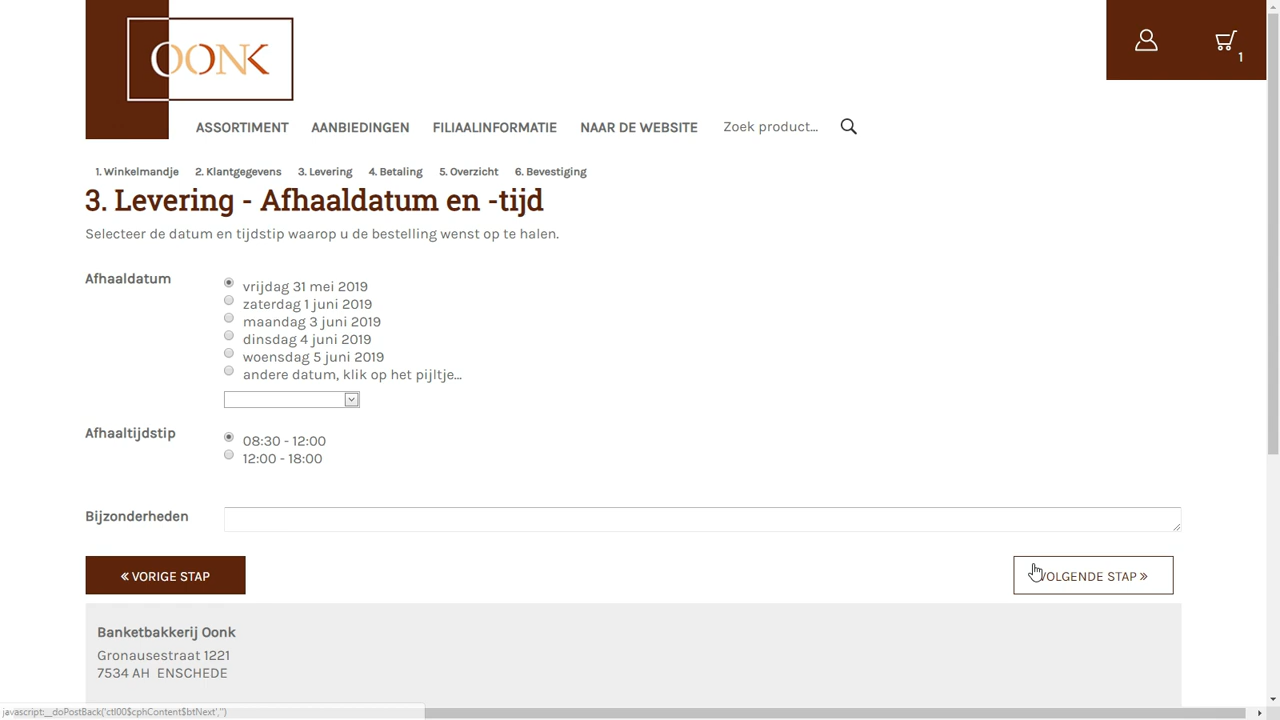 OONK
1
ASSORTIMENT AANBIEDINGEN FILIAALINFORMATIE NAAR DE WEBSITE Zoek product...
1. Winkelmandje 2. Klantgegevens 3. Levering 4. Betaling 5. Overzicht 6. Bevestiging
3. Levering - Afhaaldatum en -tijd
Selecteer de datum en tijdstip waarop u de bestelling wenst op te halen.
Afhaaldatum
vrijdag 31 mei 2019
zaterdag 1 juni 2019
maandag 3 juni 2019
dinsdag 4 juni 2019
woensdag 5 juni 2019
andere datum, klik op het pijltje...
Afhaaltijdstip
08:30 - 12:00
12:00 - 18:00
Bijzonderheden
« VORIGE STAP
VOLGENDE STAP »
Banketbakkerij Oonk
Gronausestraat 1221
7534 AH ENSCHEDE
javascript:__doPostBack('ctl00$cphContent$btNext','')